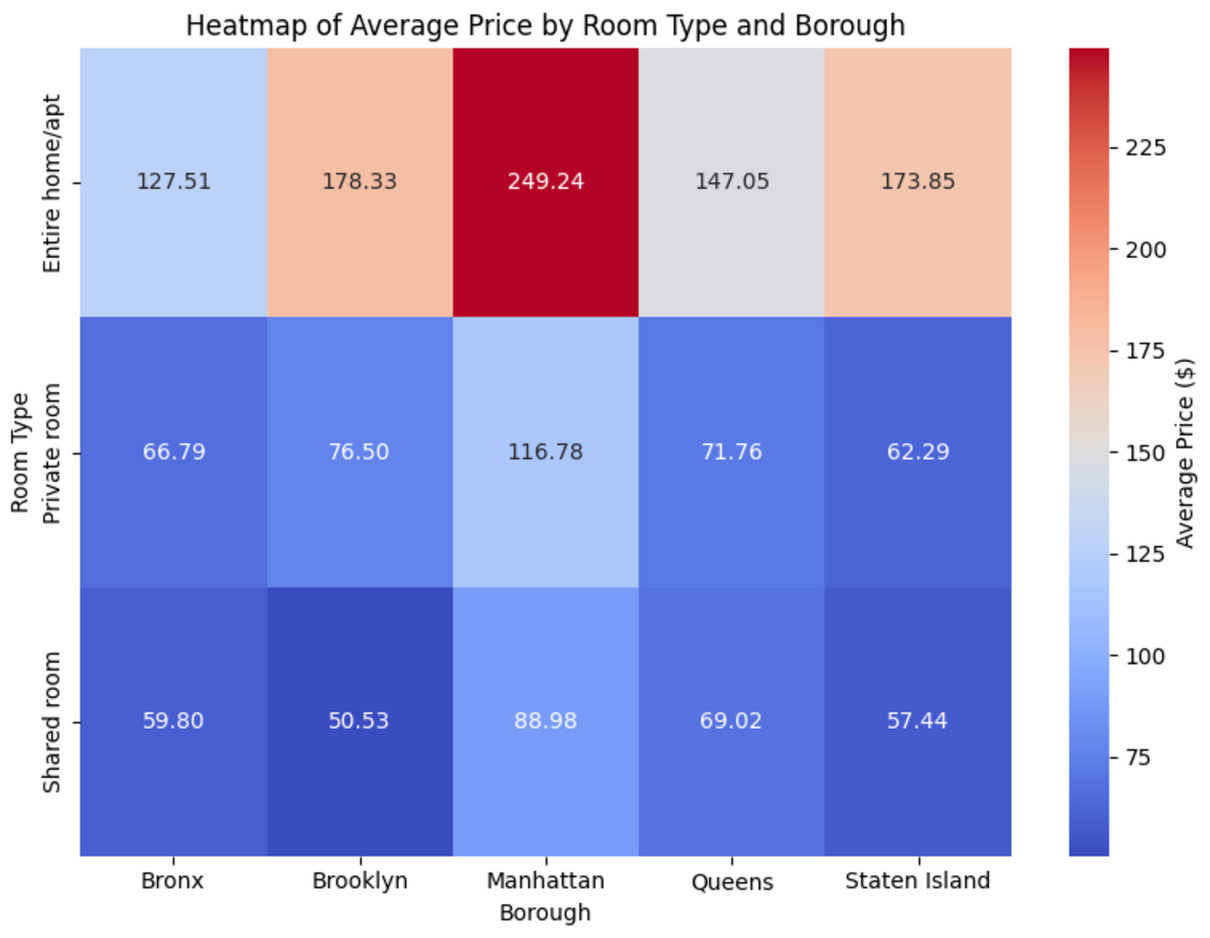 Heatmap of Average Price by Room Type and Borough
Entire home/apt
127.51 178.33 249.24 147.05 173.85
Room Type
Private room
66.79 76.50 116.78 71.76 62.29
Shared room
59.80 50.53 88.98 69.02 57.44
Bronx Brooklyn Manhattan Queens Staten Island
Borough
225
200
175
150
125
100
75
Average Price ($)